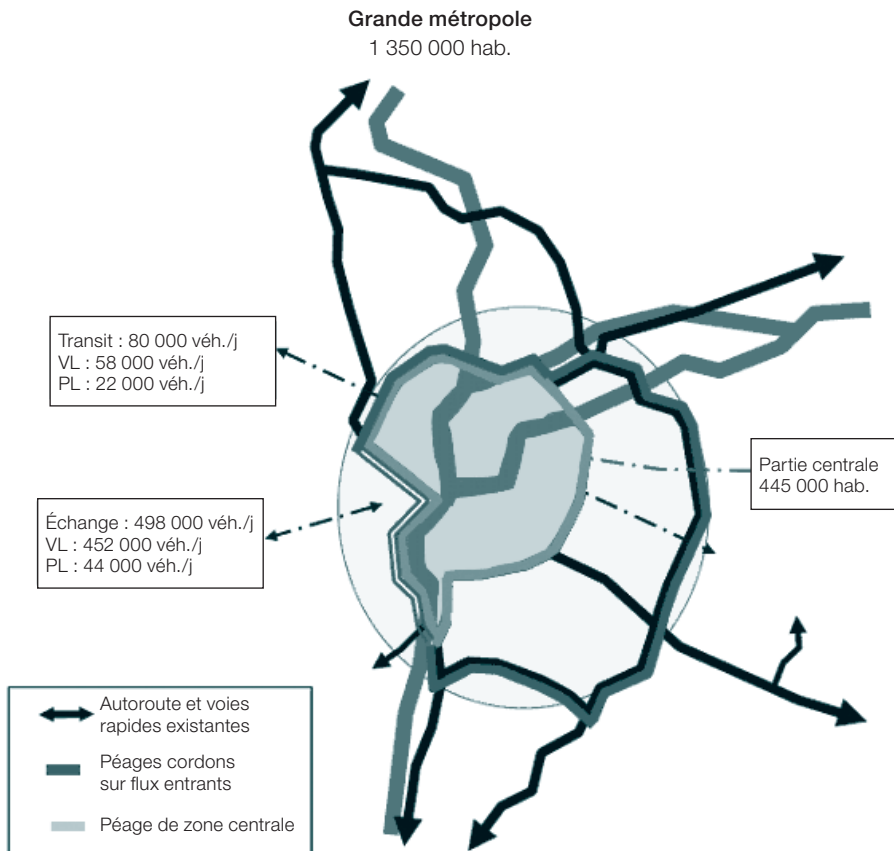 Grande métropole
1 350 000 hab.
Transit : 80 000 véh./j
VL : 58 000 véh./j
PL : 22 000 véh./j
Partie centrale
445 000 hab.
Échange : 498 000 véh./j
VL : 452 000 véh./j
PL : 44 000 véh./j
Autoroute et voies
rapides existantes
Péages cordons
sur flux entrants
Péage de zone centrale